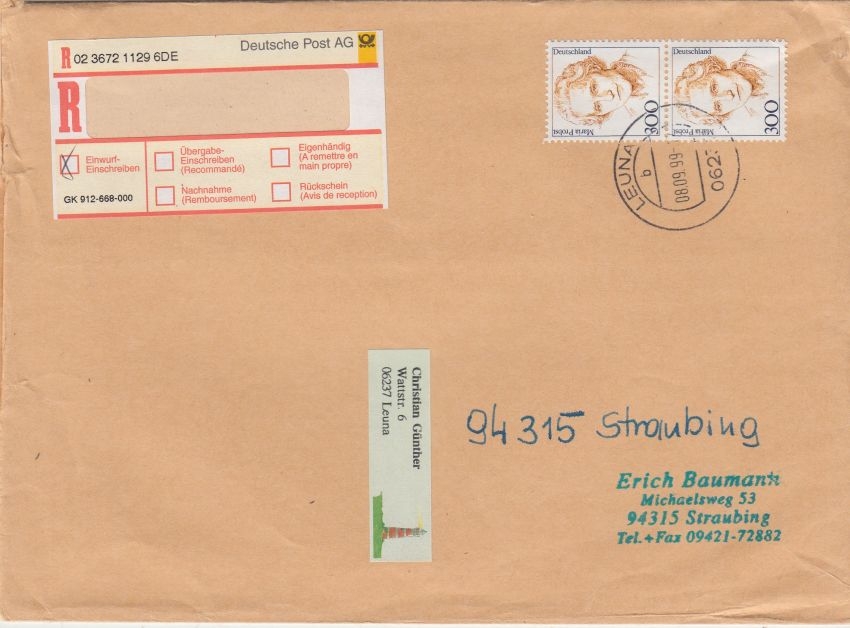 R 02 3672 1129 6DE
Deutsche Post AG
R
Einwurf-
Einschreiben
GK 912-668-000
Übergabe-
Einschreiben
(Recommandé)
Nachnahme
(Remboursement)
Eigenhändig
(A remettre en
main propre)
Rückschein
(Avis de reception)
Deutschland
300
Maria Probst
Deutschland
300
Maria Probst
LEUNA
b
08.09.99
062
Christian Günther
Wattstr. 6
06237 Leuna
94315 Straubing
Erich Baumann
Michaelsweg 53
94315 Straubing
Tel.+Fax 09421-72882